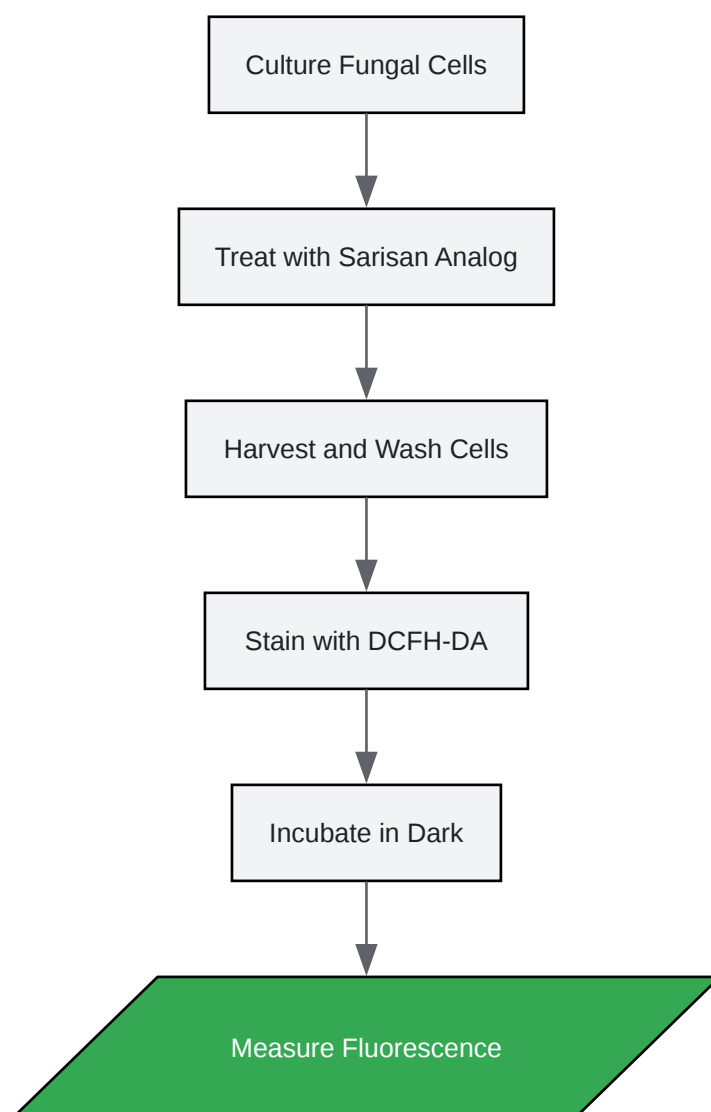 Culture Fungal Cells
Treat with Sarisan Analog
Harvest and Wash Cells
Stain with DCFH-DA
Incubate in Dark
Measure Fluorescence